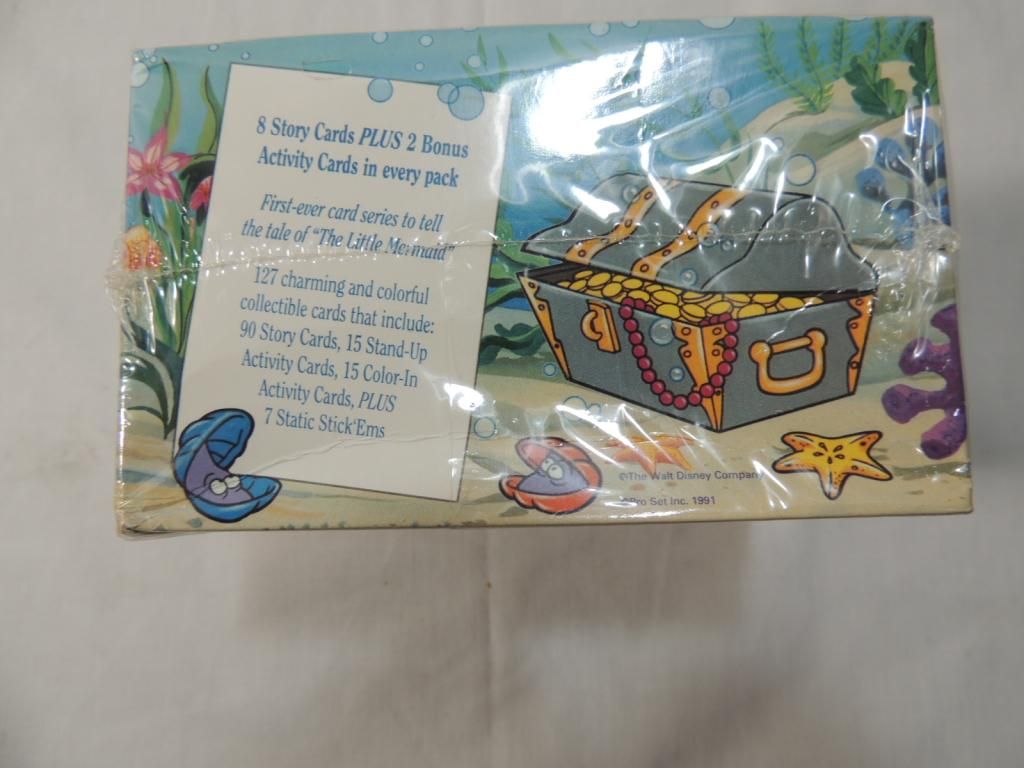 8 Story Cards PLUS 2 Bonus
Activity Cards in every pack
First-ever card series to tell
the tale of "The Little Mermaid"
127 charming and colorful
collectible cards that include:
90 Story Cards, 15 Stand-Up
Activity Cards, 15 Color-In
Activity Cards, PLUS
7 Static Stick'Ems
©The Walt Disney Company
©Pro Set Inc. 1991